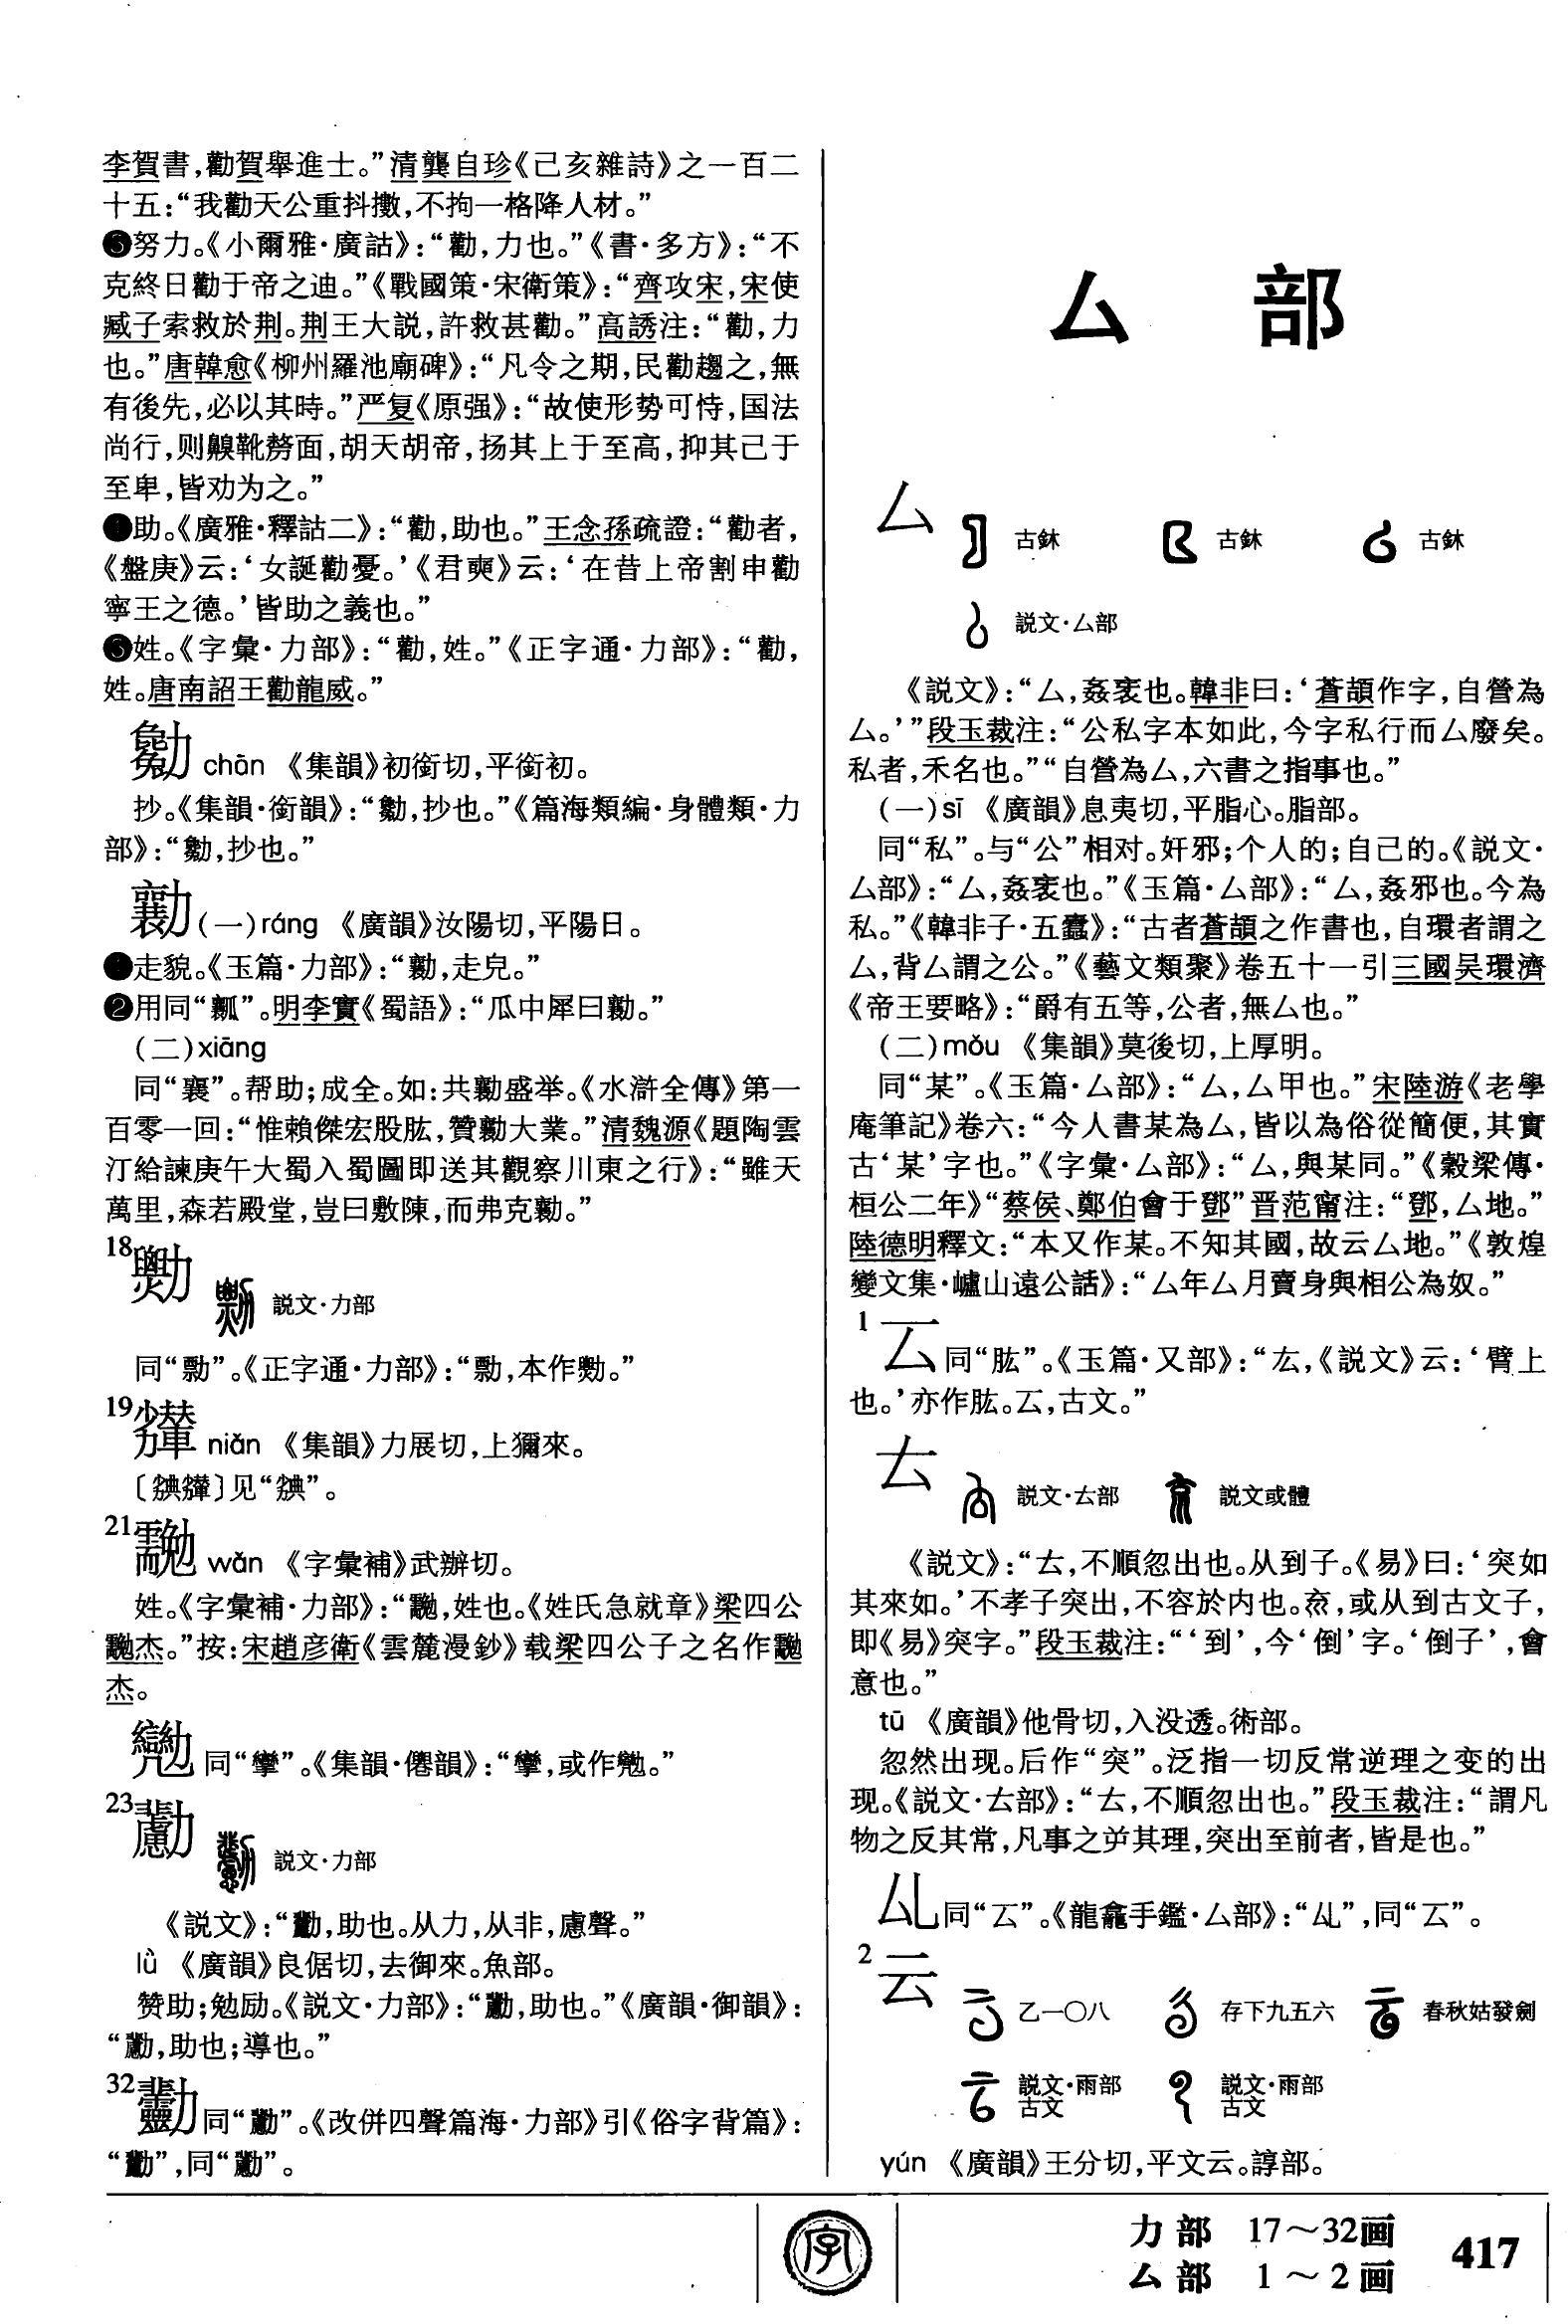 李賀書,勸賀舉進士。”清龔自珍《己亥雜詩》之一百二
十五:“我勸天公重抖擻,不拘一格降人材。”
❸努力。《小爾雅·廣詁》:“勸,力也。”《書·多方》:“不
克終日勸于帝之迪。”《戰國策·宋衛策》:“齊攻宋,宋使
臧子索救於荆。荆王大説,許救甚勸。”高誘注:“勸,力
也。”唐韓愈《柳州羅池廟碑》:“凡令之期,民勸趨之,無
有後先,必以其時。”严复《原强》:“故使形势可恃,国法
尚行,则鼽靴剺面,胡天胡帝,扬其上于至高,抑其己于
至卑,皆劝为之。”
❹助。《廣雅·釋詁二》:“勸,助也。”王念孫疏證:“勸者,
《盤庚》云:‘女誕勸憂。’《君奭》云:‘在昔上帝割申勸
寧王之德。’皆助之義也。”
❺姓。《字彙·力部》:“勸,姓。”《正字通·力部》:“勸,
姓。唐南詔王勸龍威。”
chān 《集韻》初銜切,平銜初。
抄。《集韻·銜韻》:“,抄也。”《篇海類編·身體類·力
部》:“,抄也。”
勷(一)ráng 《廣韻》汝陽切,平陽日。
❶走貌。《玉篇·力部》:“勷,走皃。”
❷用同“瓤”。明李實《蜀語》:“瓜中犀曰勷。”
(二)xiāng
同“襄”。帮助;成全。如:共勷盛举。《水滸全傳》第一
百零一回:“惟賴傑宏股肱,贊勷大業。”清魏源《題陶雲
汀給諫庚午大蜀入蜀圖即送其觀察川東之行》:“雖天
萬里,森若殿堂,豈曰敷陳,而弗克勷。”
18 説文·力部
同“勡”。《正字通·力部》:“勡,本作。”
19 niǎn 《集韻》力展切,上獮來。
〔〕见“”。
21 wǎn 《字彙補》武辦切。
姓。《字彙補·力部》:“,姓也。《姓氏急就章》梁四公
杰。”按:宋趙彦衛《雲麓漫鈔》载梁四公子之名作
杰。
同“攣”。《集韻·僊韻》:“攣,或作。”
23 勴 説文·力部
《説文》:“勴,助也。从力,从非,慮聲。”
lǜ 《廣韻》良倨切,去御來。魚部。
赞助;勉励。《説文·力部》:“勴,助也。”《廣韻·御韻》:
“勴,助也;導也。”
32 同“勴”。《改併四聲篇海·力部》引《俗字背篇》:
“”,同“勴”。
厶部
厶 古鉥 古鉥 古鉥
説文·厶部
《説文》:“厶,姦衺也。韓非曰:‘蒼頡作字,自營為
厶。’”段玉裁注:“公私字本如此,今字私行而厶廢矣。
私者,禾名也。”“自營為厶,六書之指事也。”
(一)sī 《廣韻》息夷切,平脂心。脂部。
同“私”。与“公”相对。奸邪;个人的;自己的。《説文·
厶部》:“厶,姦衺也。”《玉篇·厶部》:“厶,姦邪也。今為
私。”《韓非子·五蠹》:“古者蒼頡之作書也,自環者謂之
厶,背厶謂之公。”《藝文類聚》卷五十一引三國吴環濟
《帝王要略》:“爵有五等,公者,無厶也。”
(二)mǒu 《集韻》莫後切,上厚明。
同“某”。《玉篇·厶部》:“厶,厶甲也。”宋陸游《老學
庵筆記》卷六:“今人書某為厶,皆以為俗從簡便,其實
古‘某’字也。”《字彙·厶部》:“厶,與某同。”《穀梁傳·
桓公二年》“蔡侯、鄭伯會于鄧”晋范甯注:“鄧,厶地。”
陸德明釋文:“本又作某。不知其國,故云厶地。”《敦煌
變文集·廬山遠公話》:“厶年厶月賣身與相公為奴。”
1 厷同“肱”。《玉篇·又部》:“厷,《説文》云:‘臂上
也。’亦作肱。𠫔,古文。”
𠫓 説文·𠫓部 説文或體
《説文》:“𠫓,不順忽出也。从到子。《易》曰:‘突如
其來如。’不孝子突出,不容於内也。㐬,或从到古文子,
即《易》突字。”段玉裁注:“‘到’,今‘倒’字。‘倒子’,會
意也。”
tū 《廣韻》他骨切,入没透。術部。
忽然出现。后作“突”。泛指一切反常逆理之变的出
现。《説文·𠫓部》:“𠫓,不順忽出也。”段玉裁注:“謂凡
物之反其常,凡事之屰其理,突出至前者,皆是也。”
同“𠫔”。《龍龕手鑑·厶部》:“”,同“𠫔”。
2 云 乙一〇八 存下九五六 春秋姑發劍
説文·雨部古文 説文·雨部古文
yún 《廣韻》王分切,平文云。諄部。
字
力部 17～32画
厶部 1～2画
417